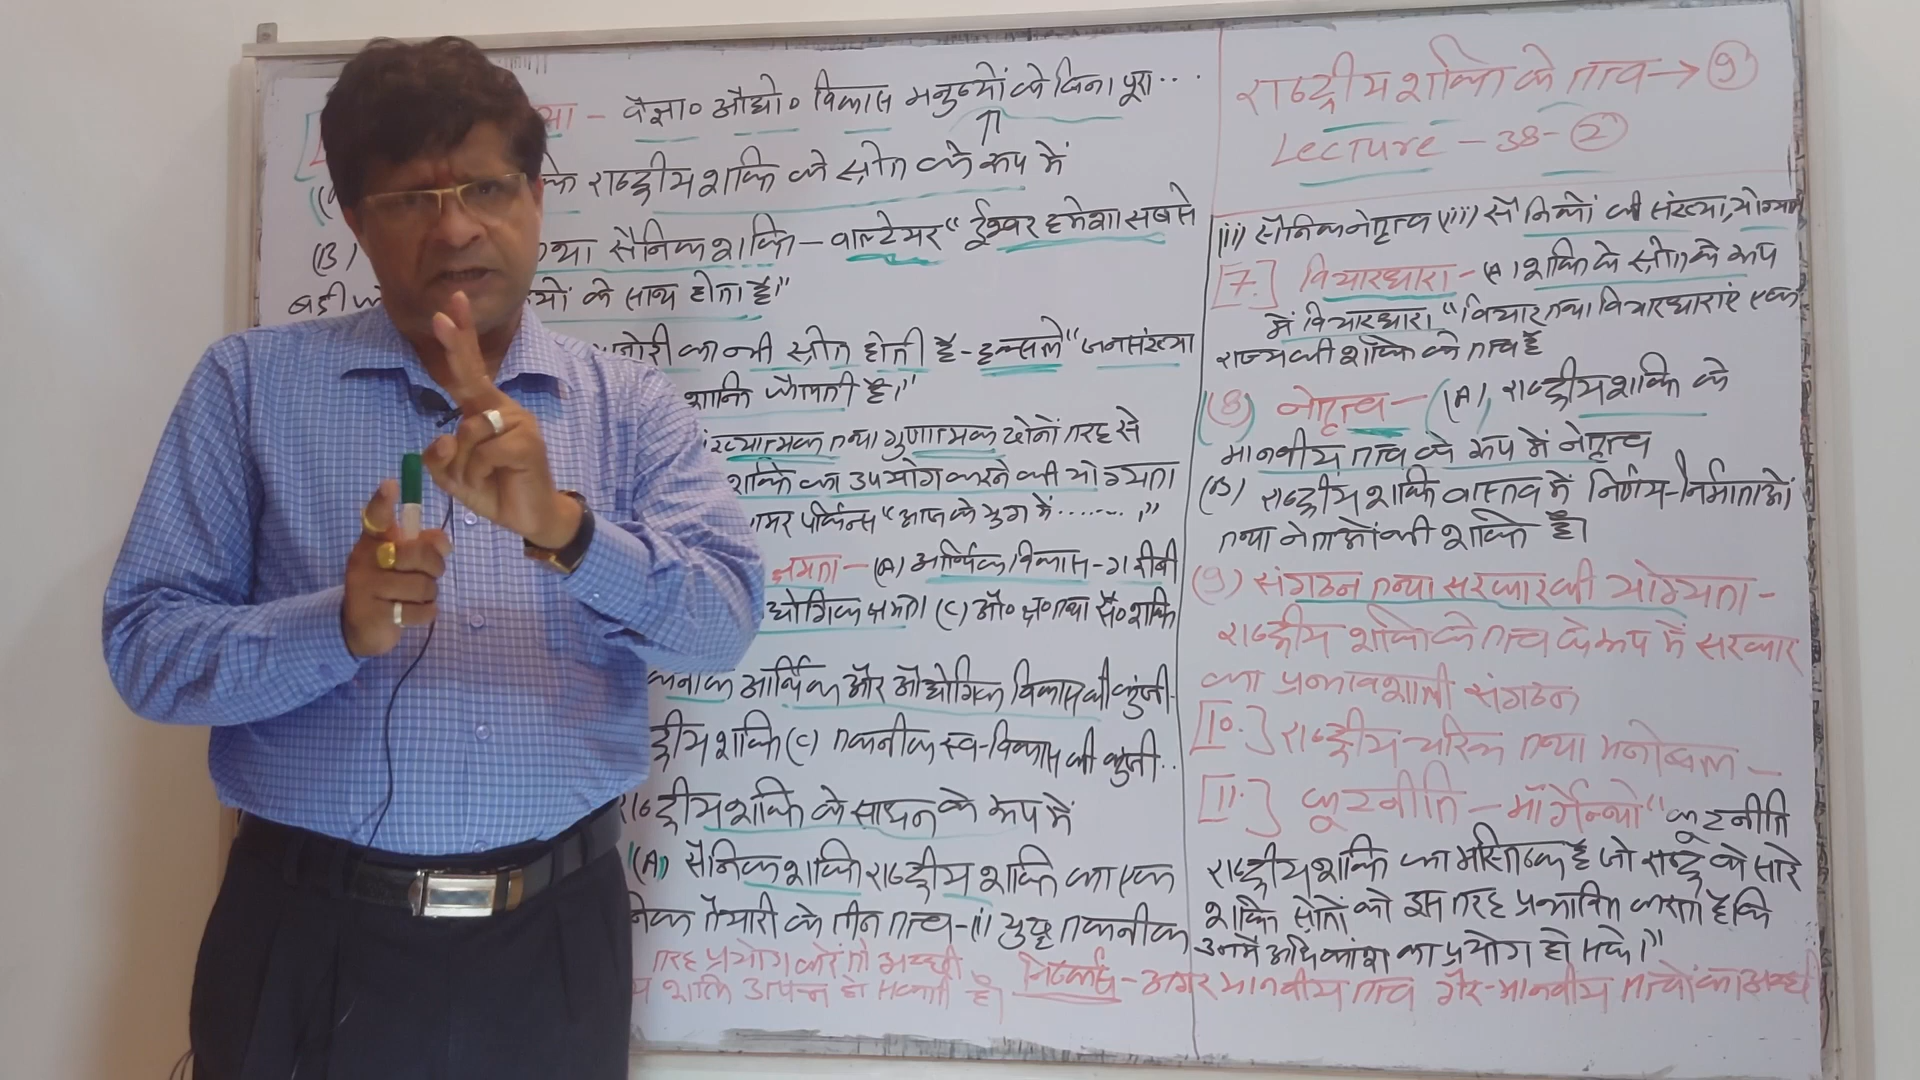 सा - वैज्ञा० औद्यो० विकास मनुष्यों के बिना पूरा...
राष्ट्रीय शक्ति के स्रोत के रूप में
(B) तथा सैनिक शक्ति - वाल्टेयर "ईश्वर हमेशा सबसे
बड़ी के साथ होता है"
का भी स्रोत होती है - हक्सले "जनसंख्या
शक्ति फैलाती है।"
तथा गुणात्मक दोनों तरह से
शक्ति का उपयोग करने की योग्यता
पामर पर्किन्स "आज के युग में .......।"
क्षमता - (A) आर्थिक विकास - गरीबी
औद्योगिक क्षमता (C) औ० क्ष० तथा सै० शक्ति
तकनीक आर्थिक और औद्योगिक विकास की कुंजी
राष्ट्रीय शक्ति (C) तकनीक स्व-विकास की कुंजी..
राष्ट्रीय शक्ति के साधन के रूप में
(A) सैनिक शक्ति राष्ट्रीय शक्ति का एक
सैनिक तैयारी के तीन तत्व - (i) युद्ध तकनीक
राष्ट्रीय शक्ति के तत्व → 9
Lecture - 38 - 2
(ii) सैनिक नेतृत्व (iii) सैनिकों की संख्या, योग्यता
[7.] विचारधारा - (A) शक्ति के स्रोत के रूप
में विचारधारा "विचार तथा विचारधाराएं एक
राज्य की शक्ति के तत्व हैं
(8) नेतृत्व - (A) राष्ट्रीय शक्ति के
मानवीय तत्व के रूप में नेतृत्व
(B) राष्ट्रीय शक्ति वास्तव में निर्णय-निर्माताओं
तथा नेताओं की शक्ति है।
(9) संगठन तथा सरकार की योग्यता -
राष्ट्रीय शक्ति के तत्व के रूप में सरकार
का प्रभावशाली संगठन
[10.] राष्ट्रीय चरित्र तथा मनोबल -
[11.] कूटनीति - मॉर्गेन्थो "कूटनीति
राष्ट्रीय शक्ति का मस्तिष्क है जो राष्ट्र के सारे
शक्ति स्रोतों को इस तरह प्रभावित करता है कि
उनमें अधिकांश का प्रयोग हो सके।"
निष्कर्ष - अगर मानवीय तत्व गैर-मानवीय तत्वों का अच्छी
तरह प्रयोग करें तो अच्छी
शक्ति उत्पन्न हो सकती है।